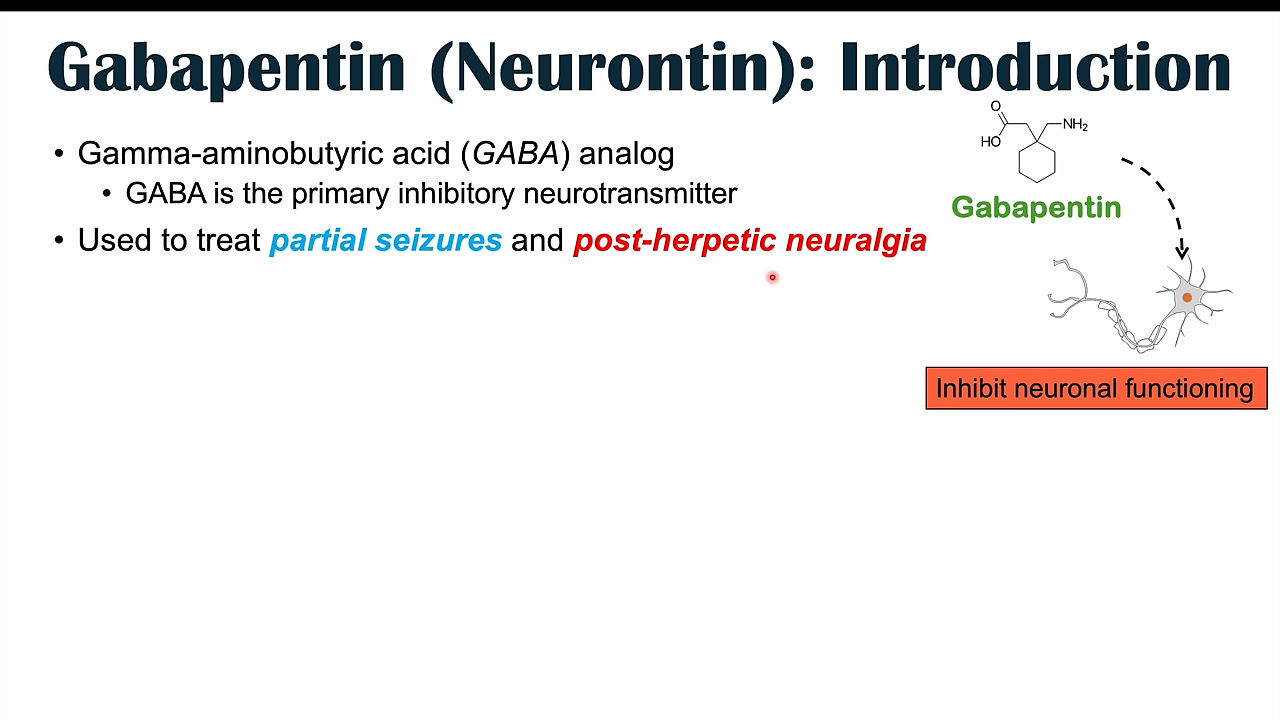 Gabapentin (Neurontin): Introduction
• Gamma-aminobutyric acid (GABA) analog
• GABA is the primary inhibitory neurotransmitter
• Used to treat partial seizures and post-herpetic neuralgia
O
HO
NH₂
Gabapentin
Inhibit neuronal functioning